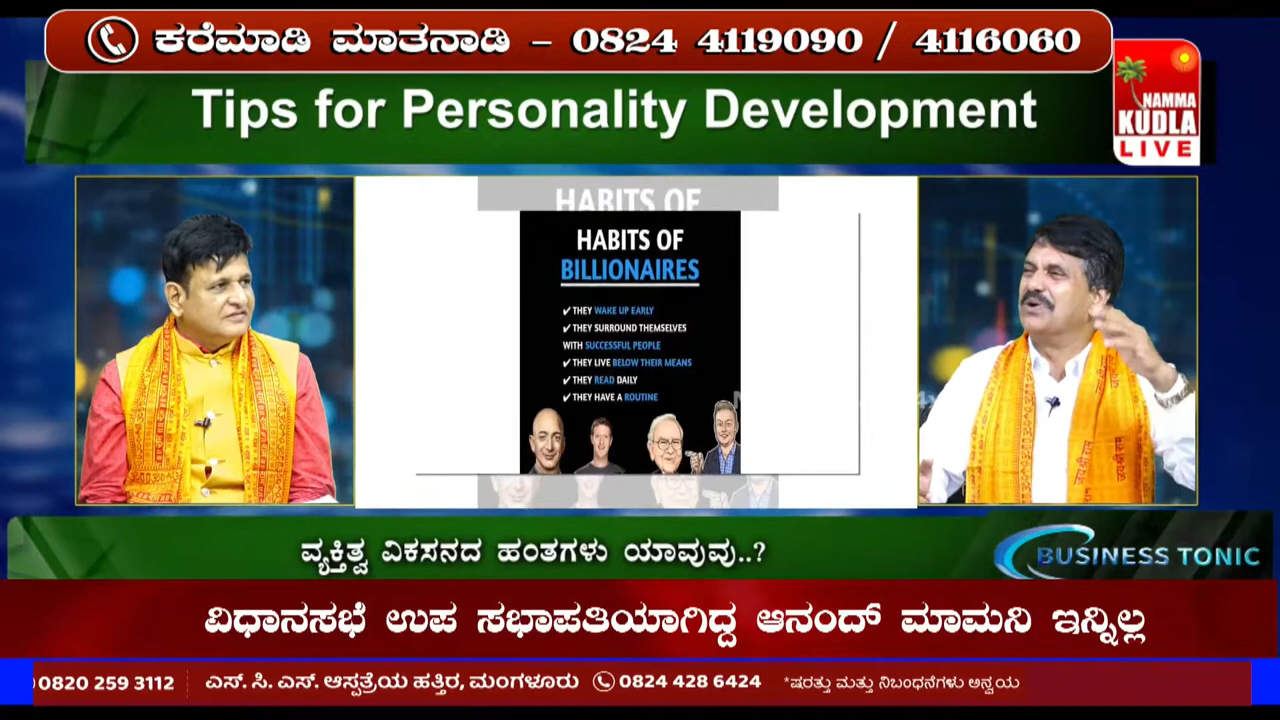 ಕರೆಮಾಡಿ ಮಾತನಾಡಿ – 0824 4119090 / 4116060
Tips for Personality Development
NAMMA
KUDLA
LIVE
HABITS OF
HABITS OF
BILLIONAIRES
✔ THEY WAKE UP EARLY
✔ THEY SURROUND THEMSELVES
WITH SUCCESSFUL PEOPLE
✔ THEY LIVE BELOW THEIR MEANS
✔ THEY READ DAILY
✔ THEY HAVE A ROUTINE
ವ್ಯಕ್ತಿತ್ವ ವಿಕಸನದ ಹಂತಗಳು ಯಾವುವು..?
BUSINESS TONIC
ವಿಧಾನಸಭೆ ಉಪ ಸಭಾಪತಿಯಾಗಿದ್ದ ಆನಂದ್ ಮಾಮನಿ ಇನ್ನಿಲ್ಲ
0820 259 3112 ಎಸ್. ಸಿ. ಎಸ್. ಆಸ್ಪತ್ರೆಯ ಹತ್ತಿರ, ಮಂಗಳೂರು 0824 428 6424 *ಷರತ್ತು ಮತ್ತು ನಿಬಂಧನೆಗಳು ಅನ್ವಯ